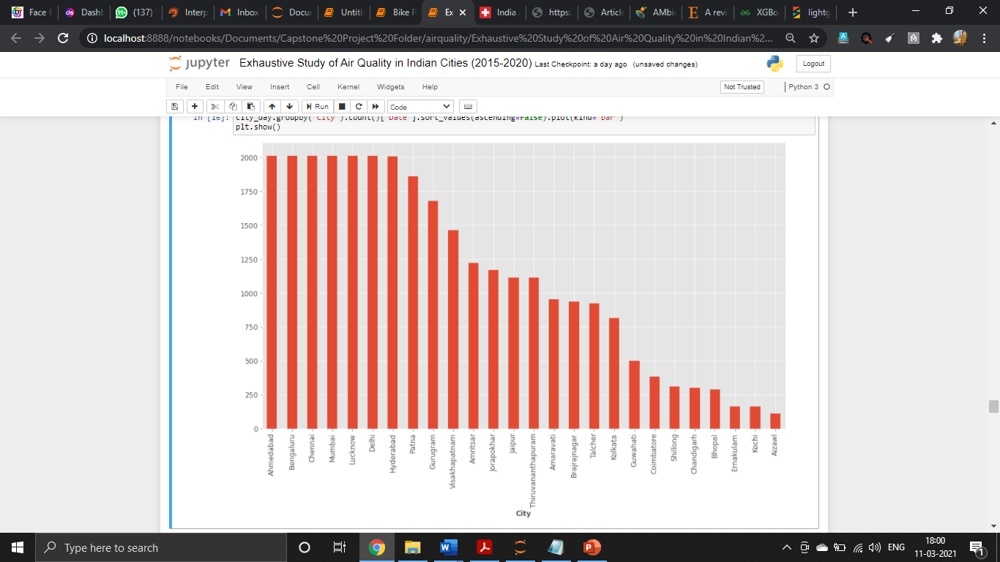 Face F Dashb (137) Interp Inbox Docur Untitl Bike P Ex India https: Article AMbi A revi XGBo lightg
localhost:8888/notebooks/Documents/Capstone%20Project%20Folder/airquality/Exhaustive%20Study%20of%20Air%20Quality%20in%20Indian%2...
jupyter Exhaustive Study of Air Quality in Indian Cities (2015-2020) Last Checkpoint: a day ago (unsaved changes) Logout
File Edit View Insert Cell Kernel Widgets Help Not Trusted Python 3
Run Code
In [16]: city_day.groupby('City').count()['Date'].sort_values(ascending=False).plot(kind='bar')
plt.show()
2000
1750
1500
1250
1000
750
500
250
0
Ahmedabad
Bengaluru
Chennai
Mumbai
Lucknow
Delhi
Hyderabad
Patna
Gurugram
Visakhapatnam
Amritsar
Jorapokhar
Jaipur
Thiruvananthapuram
Amaravati
Brajrajnagar
Talcher
Kolkata
Guwahati
Coimbatore
Shillong
Chandigarh
Bhopal
Ernakulam
Kochi
Aizawl
City
Type here to search
ENG
18:00
11-03-2021
1